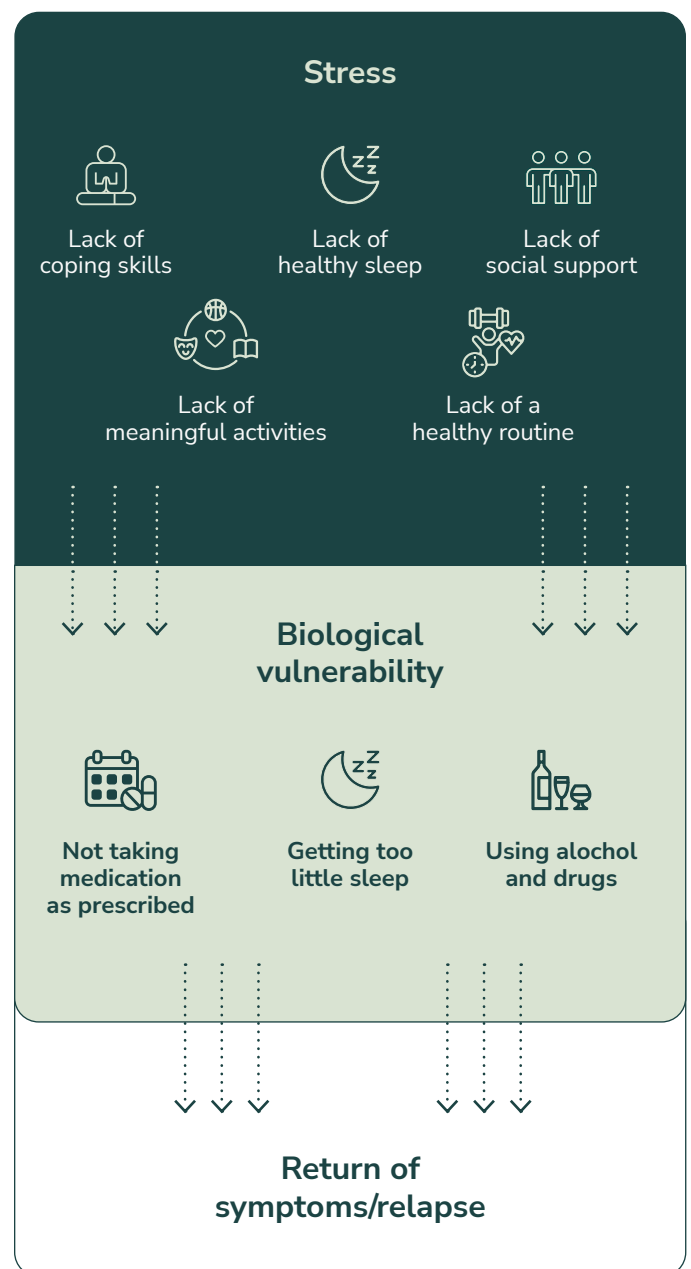 Stress
Lack of
coping skills
Lack of
healthy sleep
Lack of
social support
Lack of
meaningful activities
Lack of a
healthy routine
Biological
vulnerability
Not taking
medication
as prescribed
Getting too
little sleep
Using alochol
and drugs
Return of
symptoms/relapse